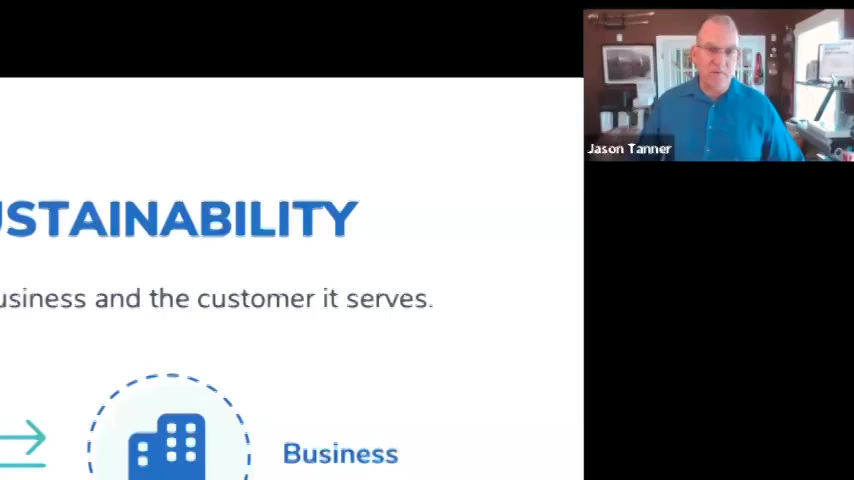 USTAINABILITY
usiness and the customer it serves.
Business
Jason Tanner